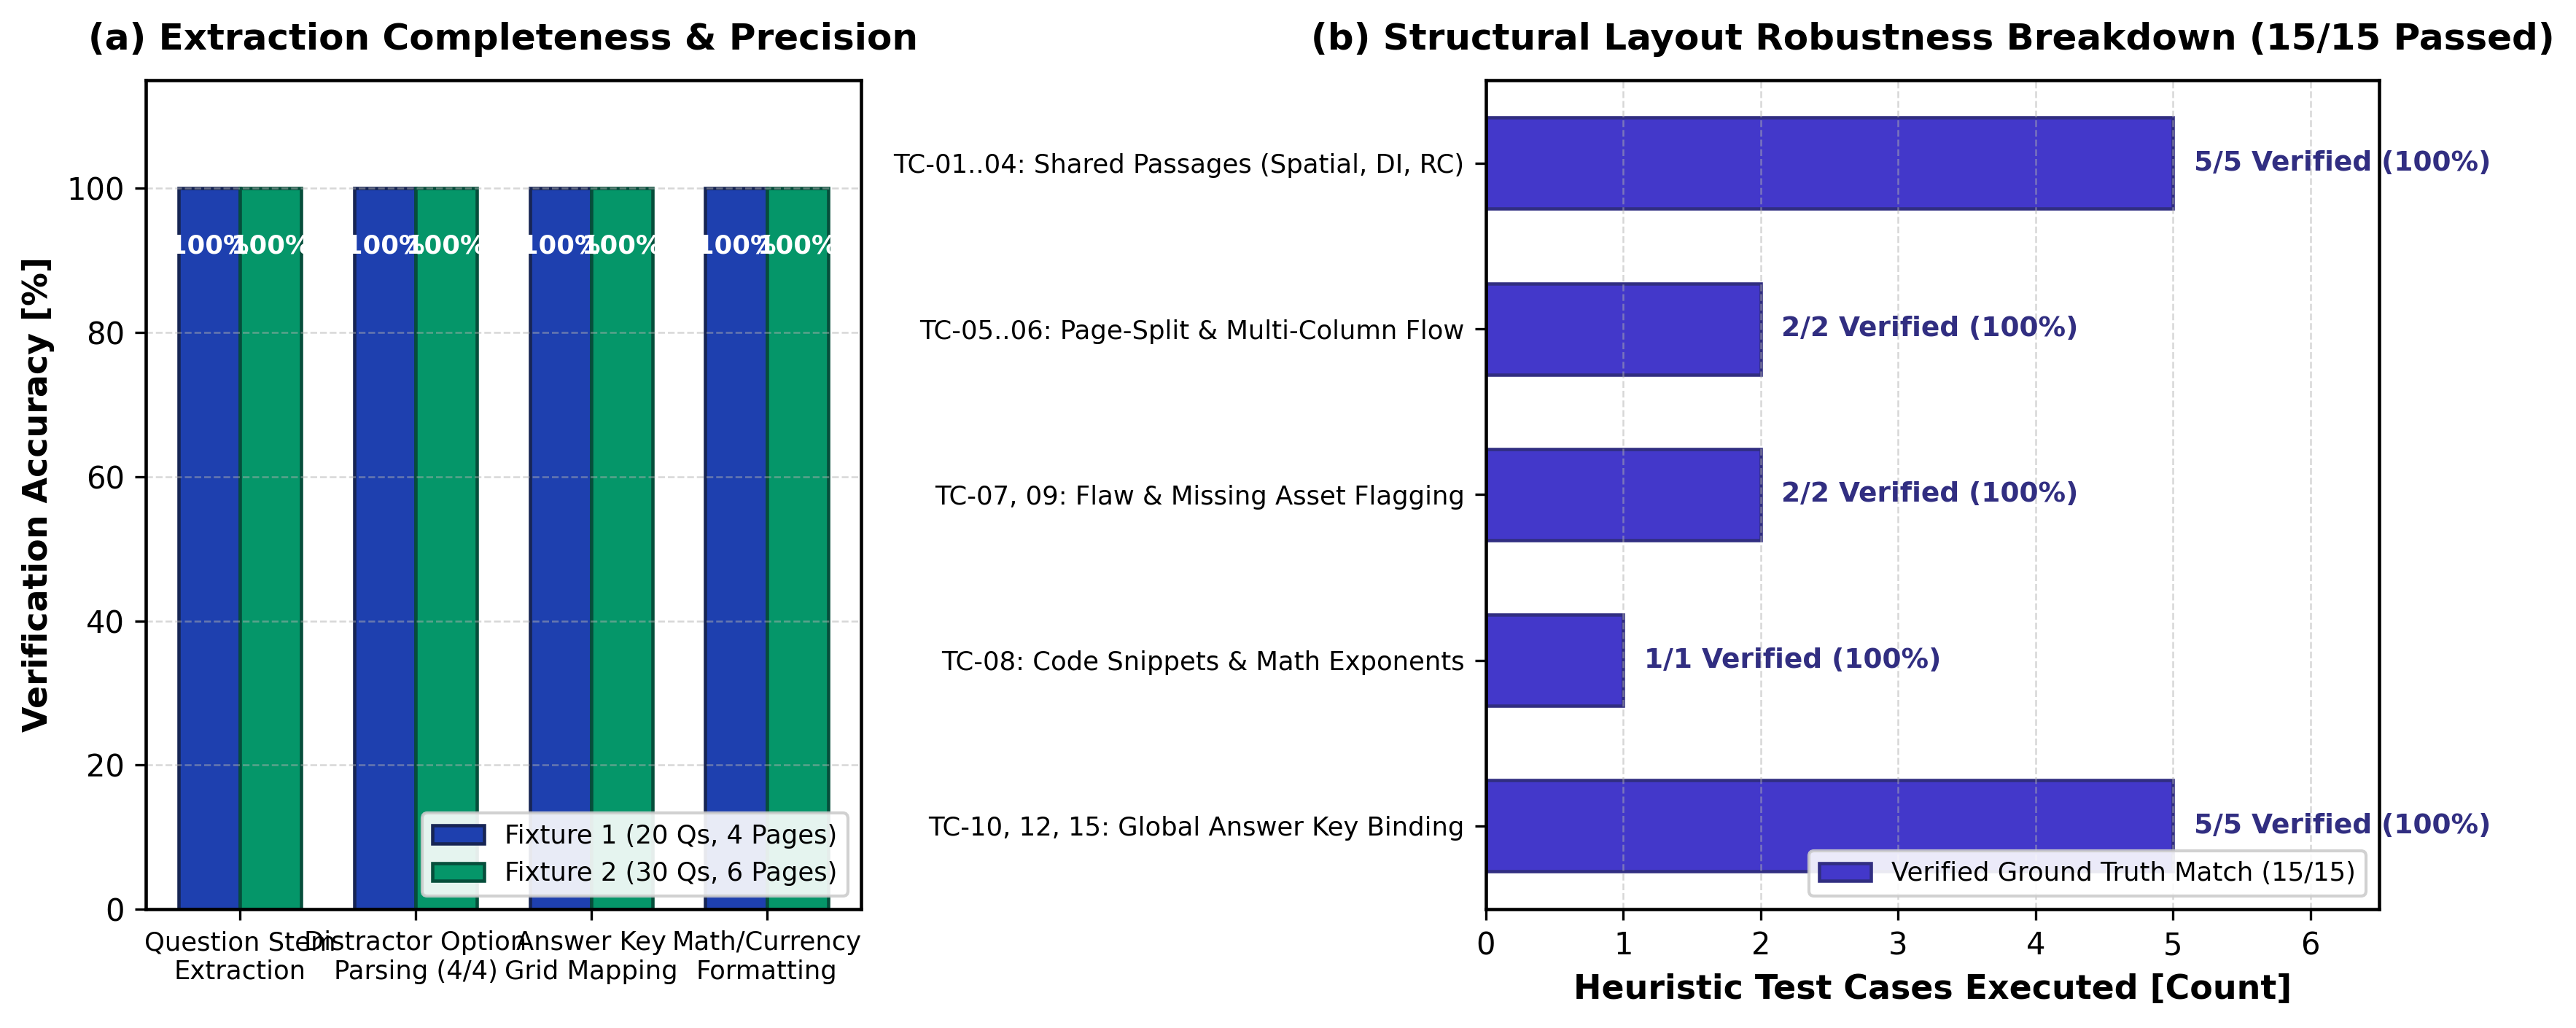 (a) Extraction Completeness & Precision
Verification Accuracy [%]
100
80
60
40
20
0
100% 100% 100% 100% 100% 100% 100% 100%
Fixture 1 (20 Qs, 4 Pages)
Fixture 2 (30 Qs, 6 Pages)
Question Stem
Extraction
Distractor Option
Parsing (4/4)
Answer Key
Grid Mapping
Math/Currency
Formatting
(b) Structural Layout Robustness Breakdown (15/15 Passed)
TC-01..04: Shared Passages (Spatial, DI, RC)
5/5 Verified (100%)
TC-05..06: Page-Split & Multi-Column Flow
2/2 Verified (100%)
TC-07, 09: Flaw & Missing Asset Flagging
2/2 Verified (100%)
TC-08: Code Snippets & Math Exponents
1/1 Verified (100%)
TC-10, 12, 15: Global Answer Key Binding
5/5 Verified (100%)
Verified Ground Truth Match (15/15)
0 1 2 3 4 5 6
Heuristic Test Cases Executed [Count]